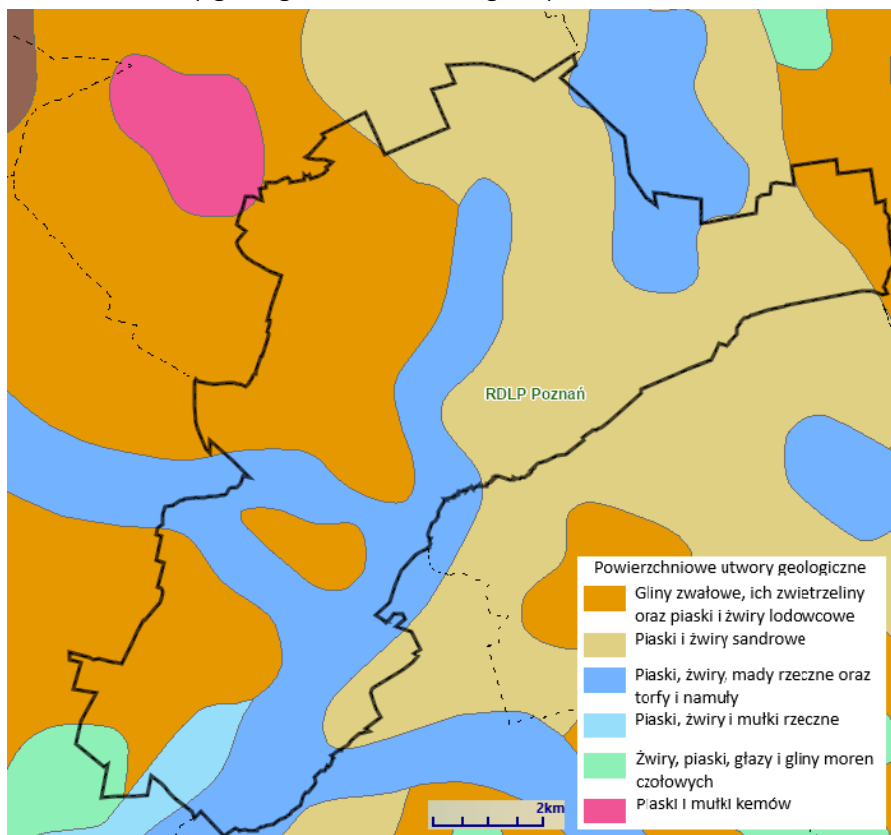 RDLP Poznań
Powierzchniowe utwory geologiczne
Gliny zwałowe, ich zwietrzeliny
oraz piaski i żwiry lodowcowe
Piaski i żwiry sandrowe
Piaski, żwiry, mady rzeczne oraz
torfy i namuły
Piaski, żwiry i mułki rzeczne
Żwiry, piaski, głazy i gliny moren
czołowych
Piaski i mułki kemów
2km